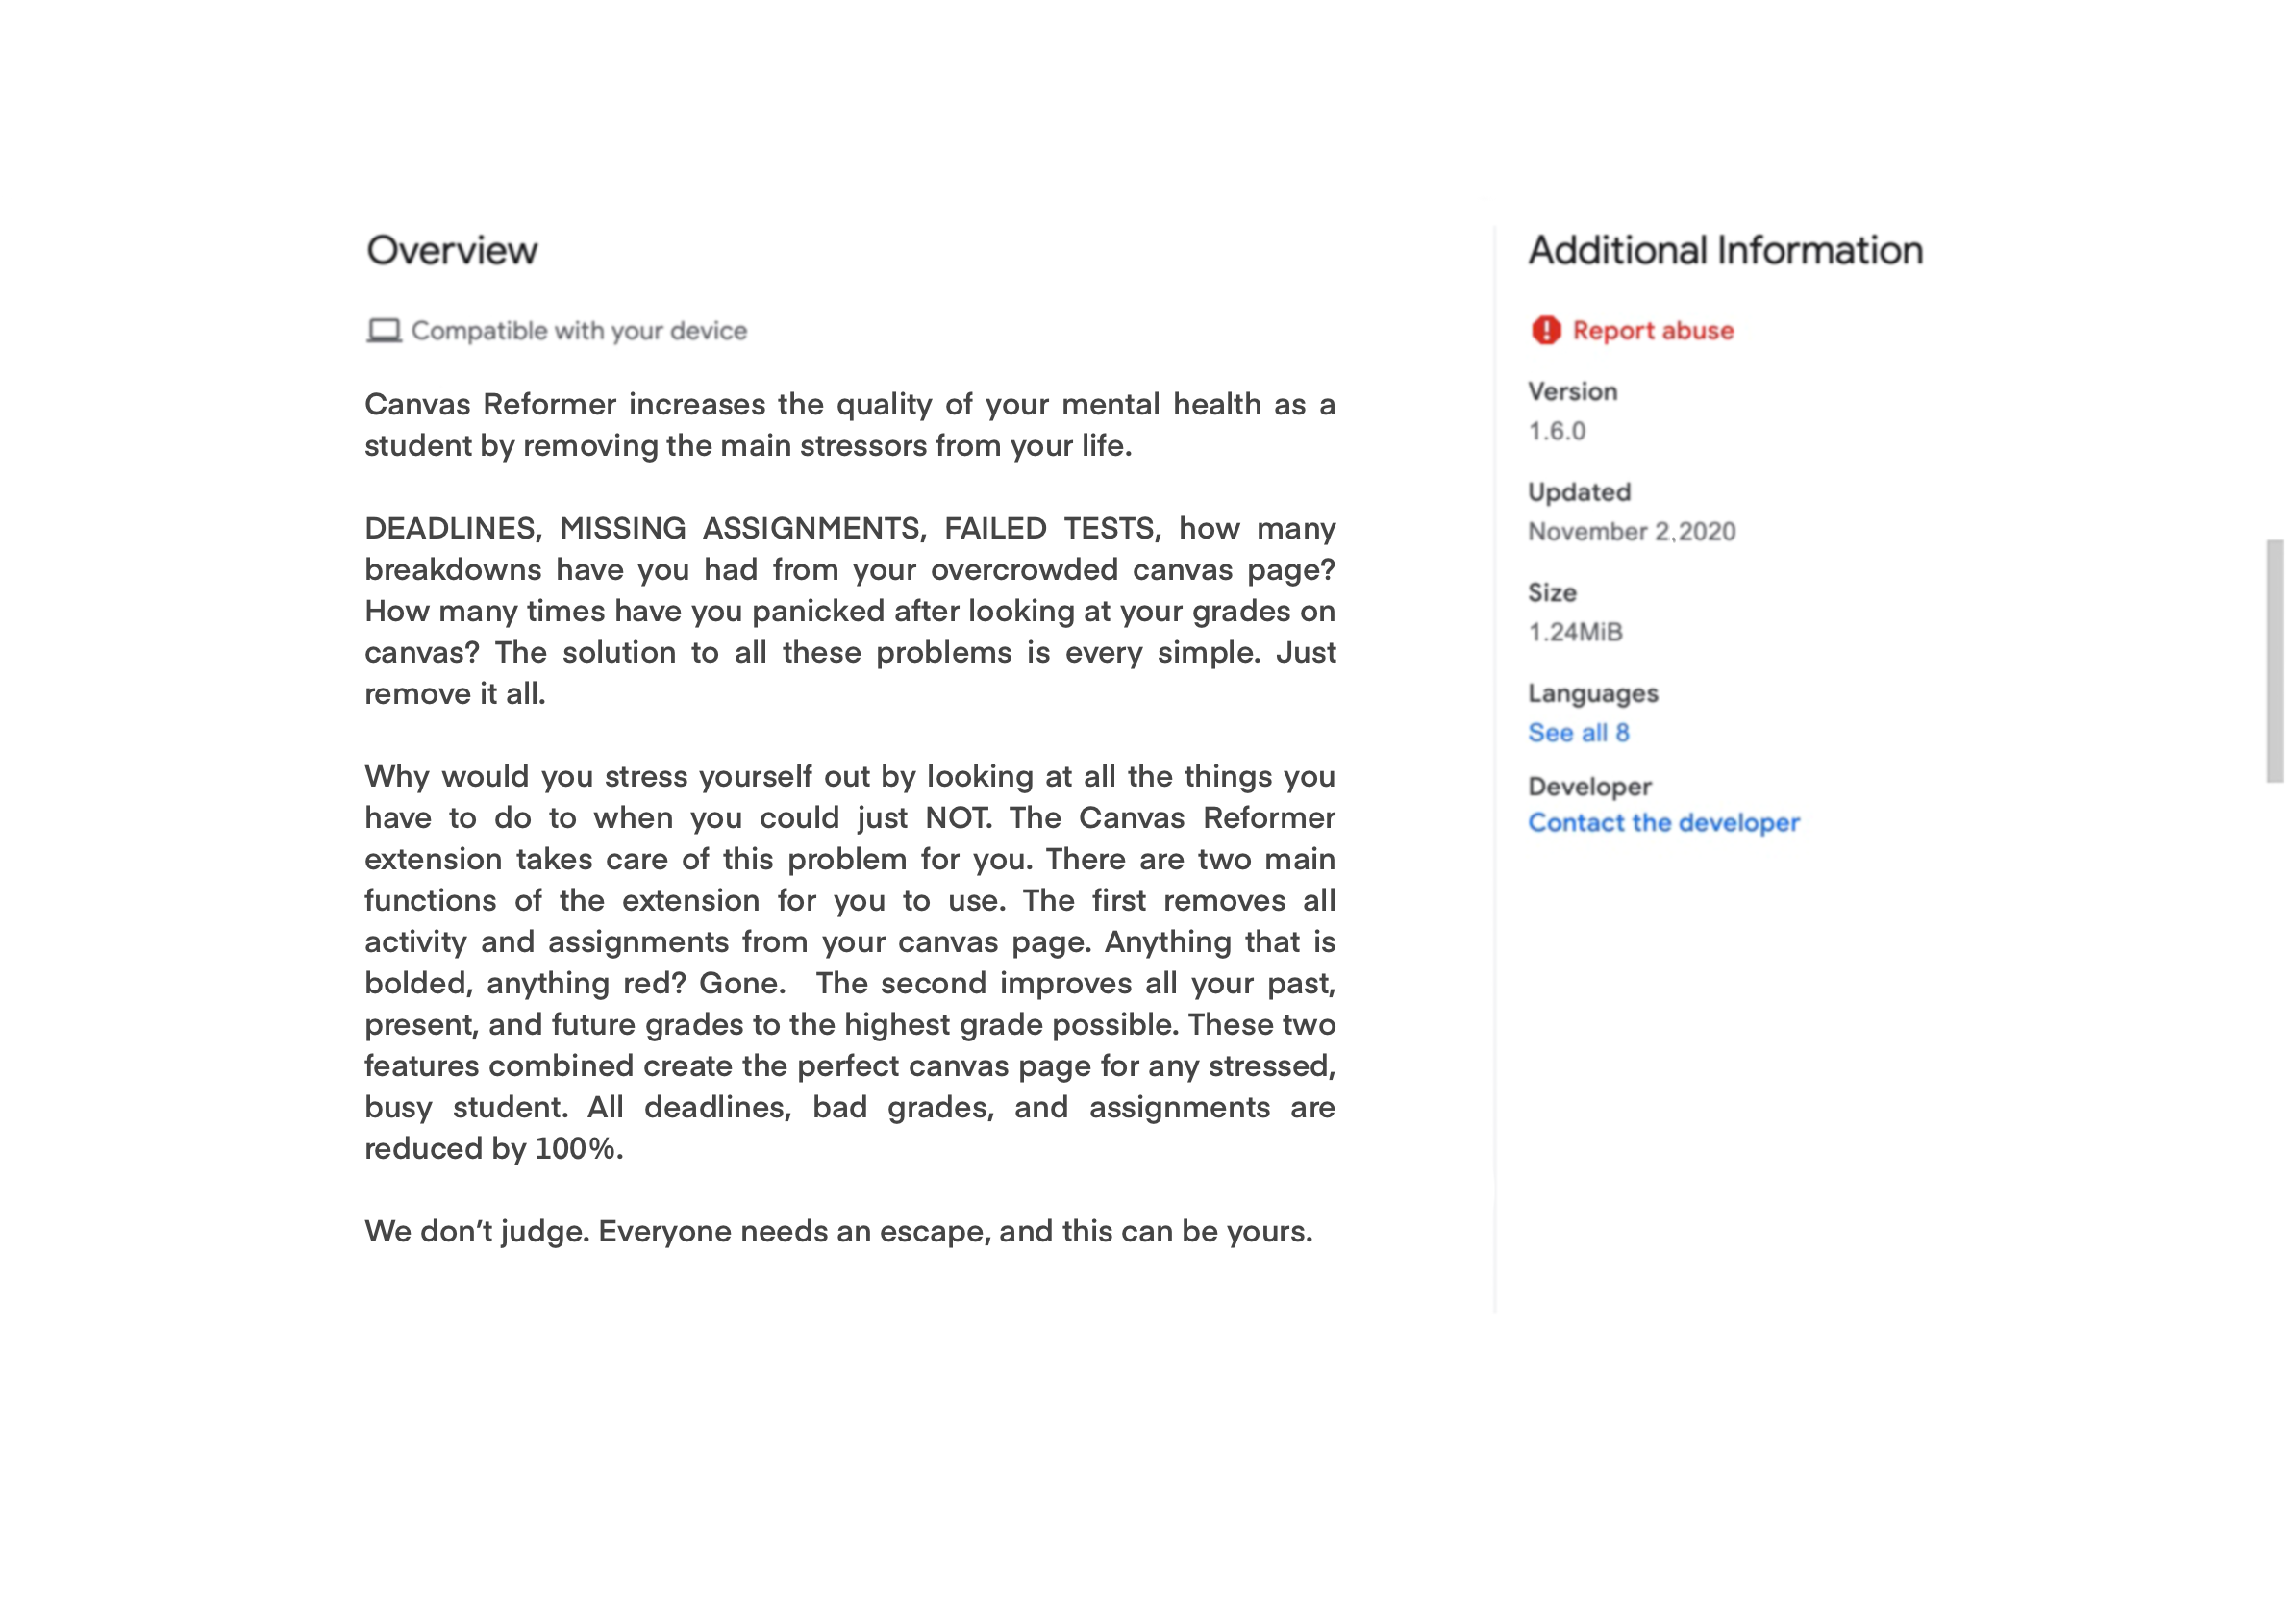 Overview
Compatible with your device
Canvas Reformer increases the quality of your mental health as a
student by removing the main stressors from your life.
DEADLINES, MISSING ASSIGNMENTS, FAILED TESTS, how many
breakdowns have you had from your overcrowded canvas page?
How many times have you panicked after looking at your grades on
canvas? The solution to all these problems is every simple. Just
remove it all.
Why would you stress yourself out by looking at all the things you
have to do to when you could just NOT. The Canvas Reformer
extension takes care of this problem for you. There are two main
functions of the extension for you to use. The first removes all
activity and assignments from your canvas page. Anything that is
bolded, anything red? Gone.  The second improves all your past,
present, and future grades to the highest grade possible. These two
features combined create the perfect canvas page for any stressed,
busy student. All deadlines, bad grades, and assignments are
reduced by 100%.
We don’t judge. Everyone needs an escape, and this can be yours.
Additional Information
Report abuse
Version
1.6.0
Updated
November 2,2020
Size
1.24MiB
Languages
See all 8
Developer
Contact the developer